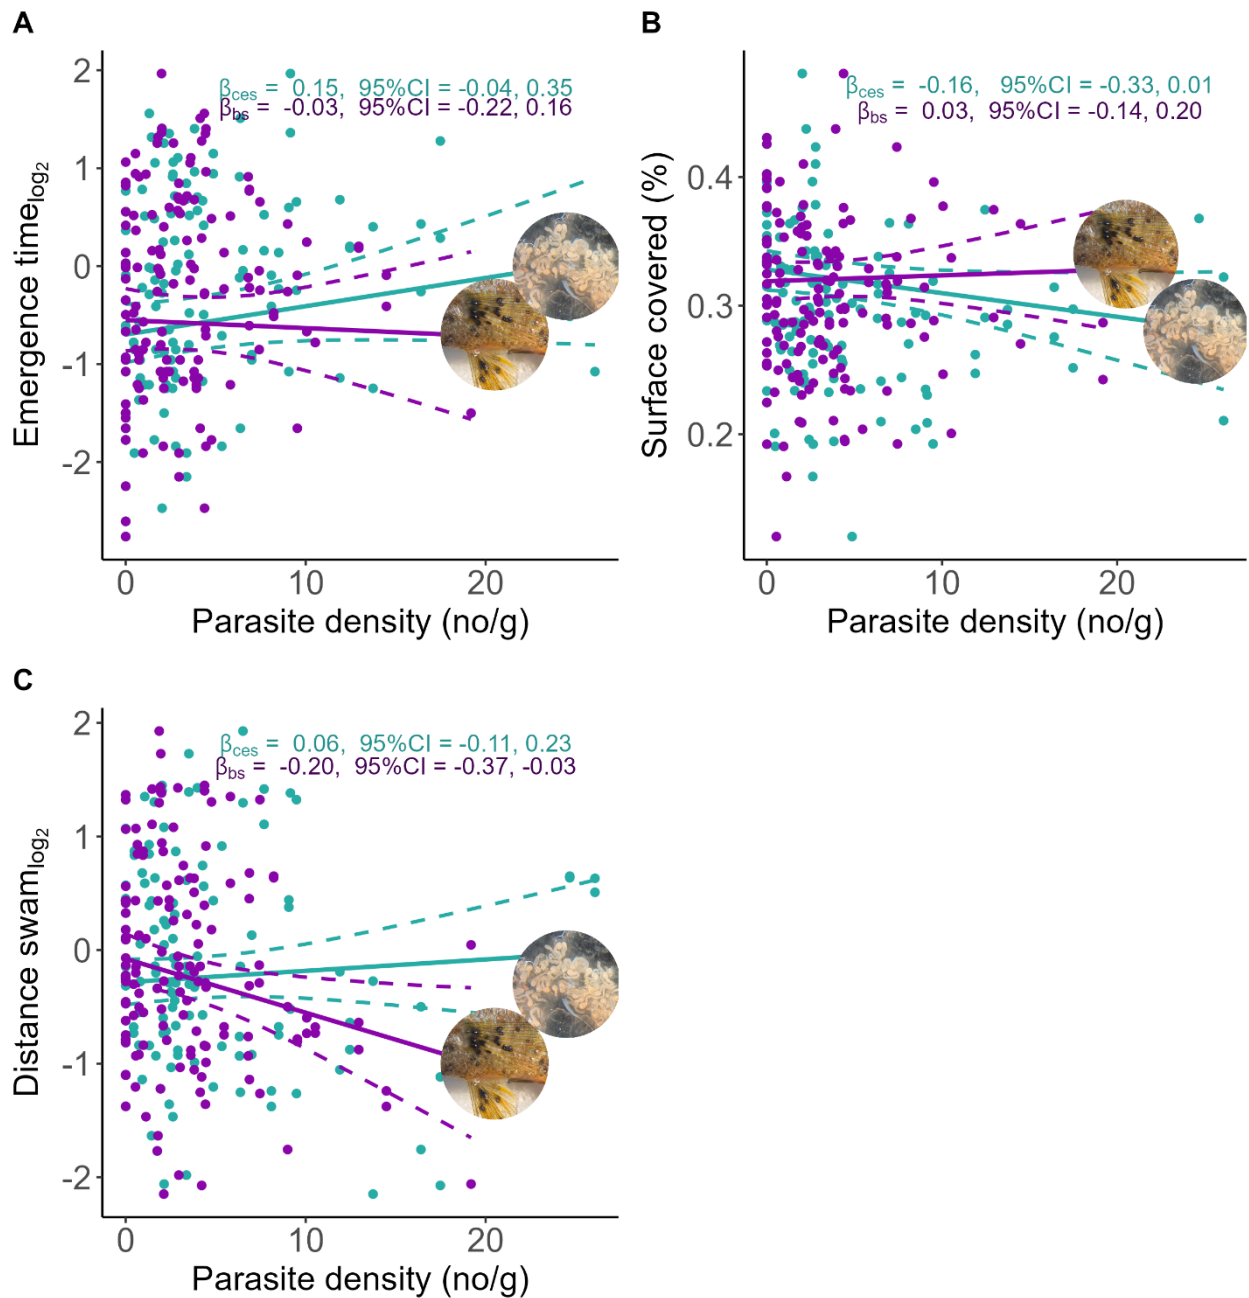 A
βces = 0.15, 95%CI = -0.04, 0.35
βbs = -0.03, 95%CI = -0.22, 0.16
Emergence timelog2
2
1
0
-1
-2
0 10 20
Parasite density (no/g)
B
βces = -0.16, 95%CI = -0.33, 0.01
βbs = 0.03, 95%CI = -0.14, 0.20
Surface covered (%)
0.4
0.3
0.2
0 10 20
Parasite density (no/g)
C
βces = 0.06, 95%CI = -0.11, 0.23
βbs = -0.20, 95%CI = -0.37, -0.03
Distance swamlog2
2
1
0
-1
-2
0 10 20
Parasite density (no/g)